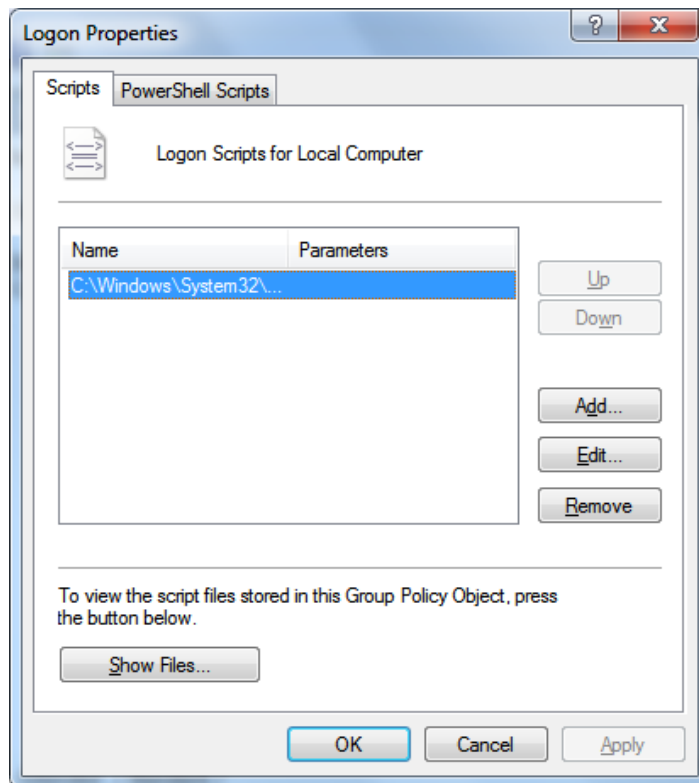 Logon Properties
Scripts PowerShell Scripts
Logon Scripts for Local Computer
Name Parameters
C:\Windows\System32\...
Up
Down
Add...
Edit...
Remove
To view the script files stored in this Group Policy Object, press
the button below.
Show Files...
OK Cancel Apply